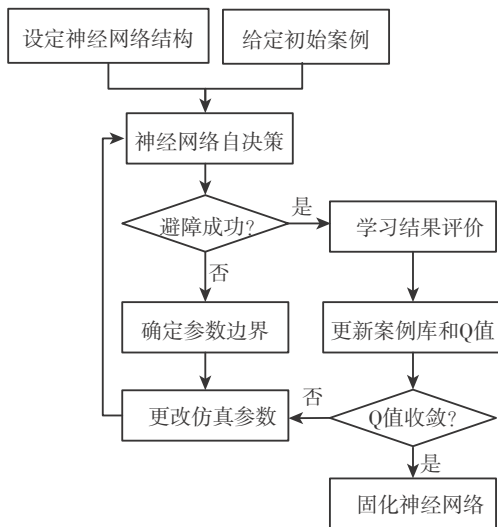 设定神经网络结构
给定初始案例
神经网络自决策
避障成功?
是
学习结果评价
否
确定参数边界
更新案例库和Q值
否
更改仿真参数
Q值收敛?
是
固化神经网络